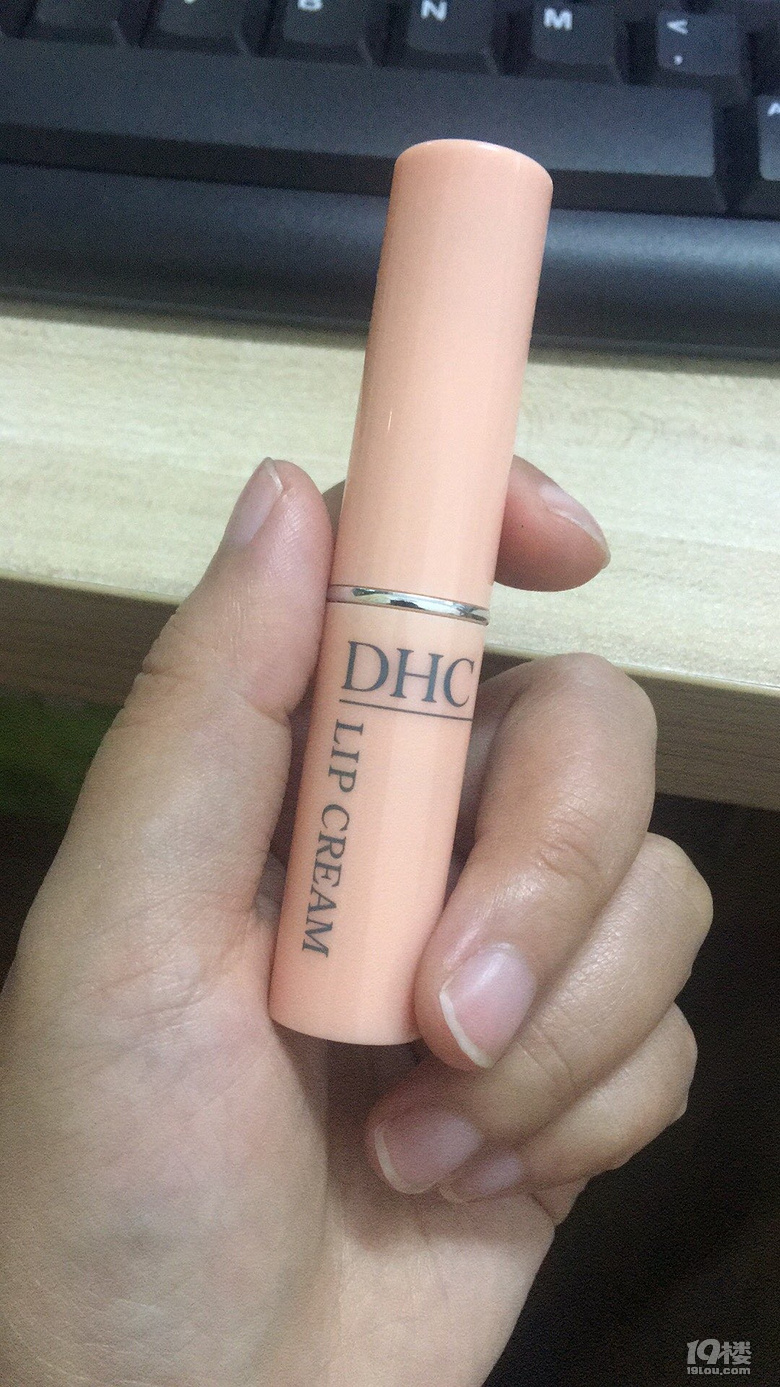 B N M <
,
A
DHC
LIP CREAM
19楼
19lou.com